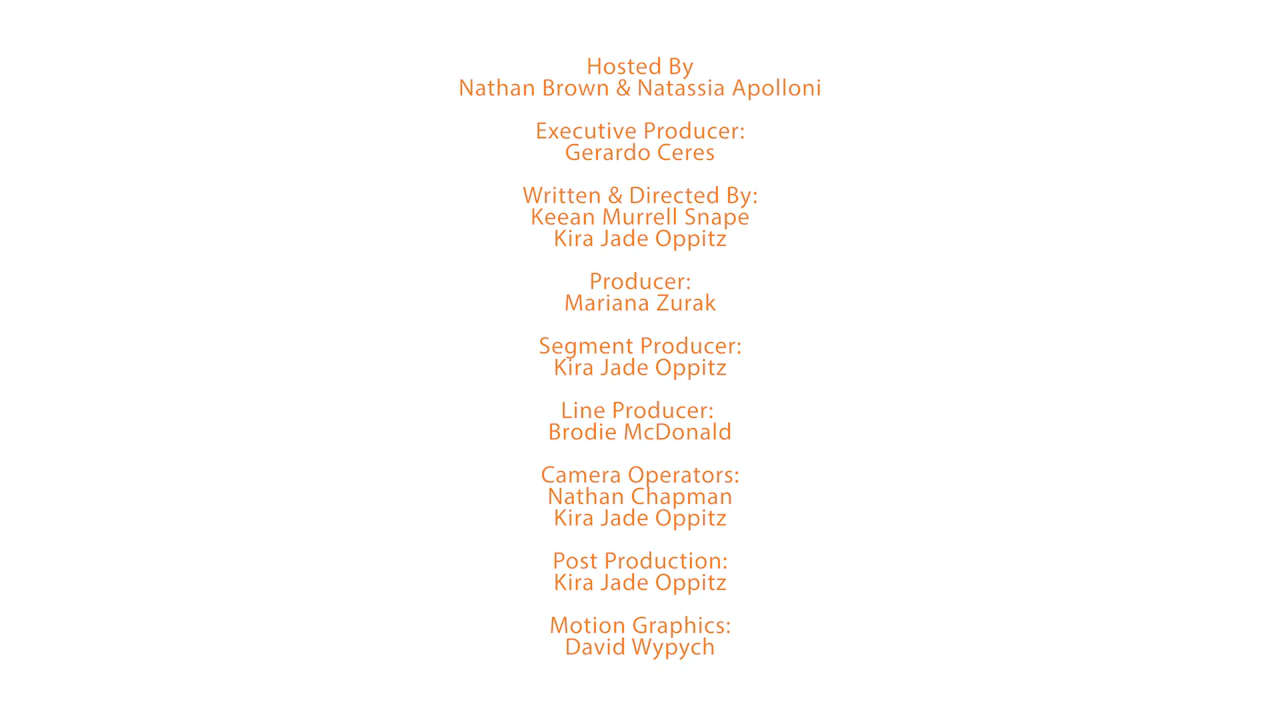 Hosted By
Nathan Brown & Natassia Apolloni
Executive Producer:
Gerardo Ceres
Written & Directed By:
Keean Murrell Snape
Kira Jade Oppitz
Producer:
Mariana Zurak
Segment Producer:
Kira Jade Oppitz
Line Producer:
Brodie McDonald
Camera Operators:
Nathan Chapman
Kira Jade Oppitz
Post Production:
Kira Jade Oppitz
Motion Graphics:
David Wypych